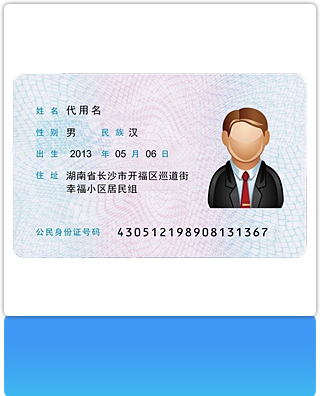 姓名 代用名
性别 男 民族 汉
出生 2013 年 05 月 06 日
住址 湖南省长沙市开福区巡道街
幸福小区居民组
公民身份证号码 430512198908131367